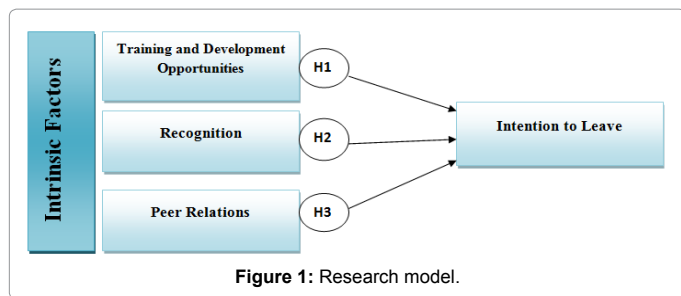 Intrinsic Factors
Training and Development
Opportunities
H1
Recognition
H2
Peer Relations
H3
Intention to Leave
Figure 1: Research model.